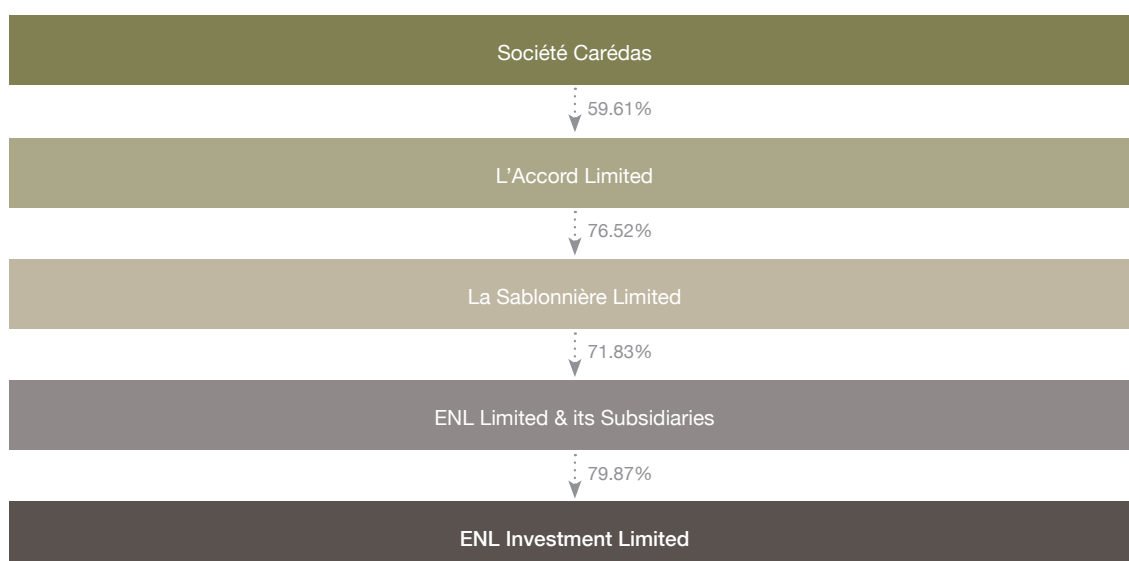 Société Carédas
59.61%
L’Accord Limited
76.52%
La Sablonnière Limited
71.83%
ENL Limited & its Subsidiaries
79.87%
ENL Investment Limited